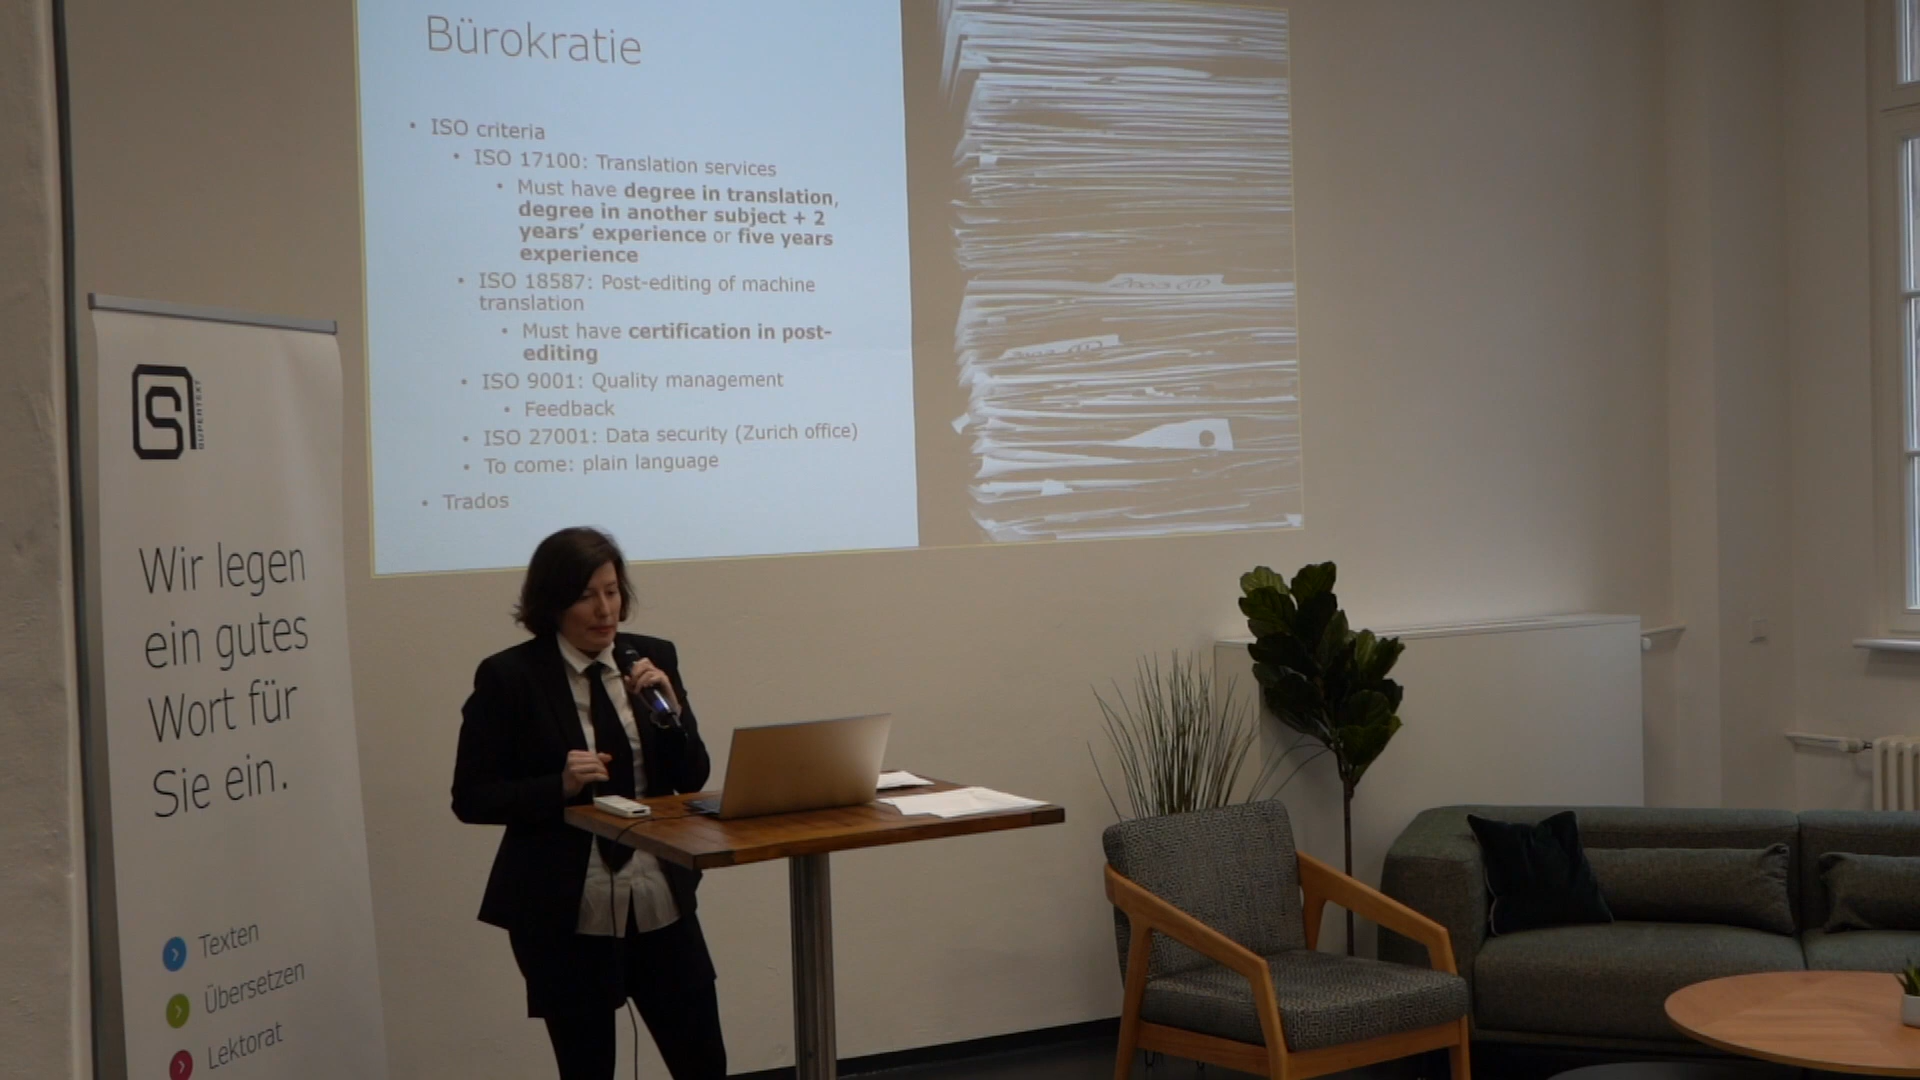 Bürokratie
• ISO criteria
• ISO 17100: Translation services
• Must have degree in translation,
degree in another subject + 2
years’ experience or five years
experience
• ISO 18587: Post-editing of machine
translation
• Must have certification in post-
editing
• ISO 9001: Quality management
• Feedback
• ISO 27001: Data security (Zurich office)
• To come: plain language
• Trados
SUPERTEXT
Wir legen
ein gutes
Wort für
Sie ein.
Texten
Übersetzen
Lektorat